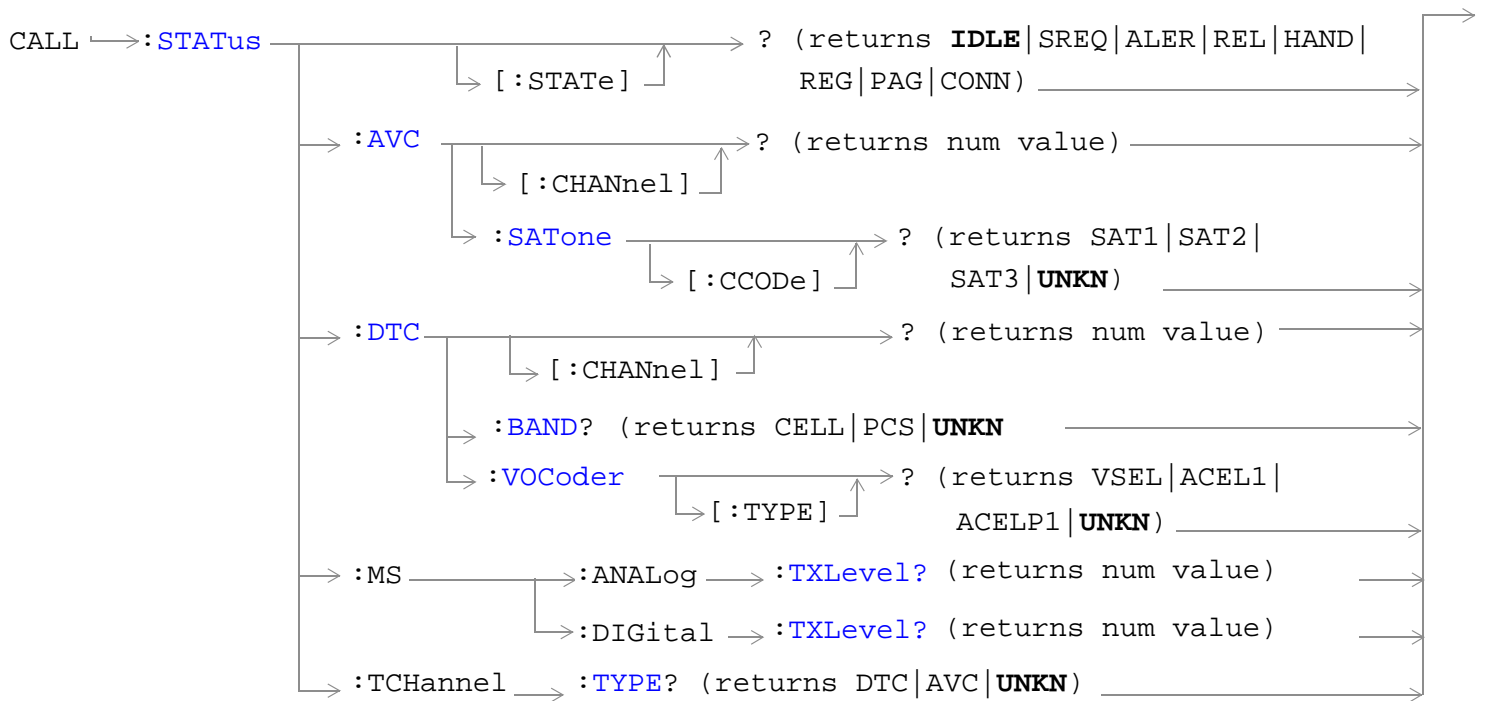 CALL :STATus ? (returns IDLE|SREQ|ALER|REL|HAND|
[:STATe] REG|PAG|CONN)
:AVC ? (returns num value)
[:CHANnel]
:SATone ? (returns SAT1|SAT2|
[:CCODe] SAT3|UNKN)
:DTC ? (returns num value)
[:CHANnel]
:BAND? (returns CELL|PCS|UNKN
:VOCoder ? (returns VSEL|ACEL1|
[:TYPE] ACELP1|UNKN)
:MS :ANALog :TXLevel? (returns num value)
:DIGital :TXLevel? (returns num value)
:TCHannel :TYPE? (returns DTC|AVC|UNKN)